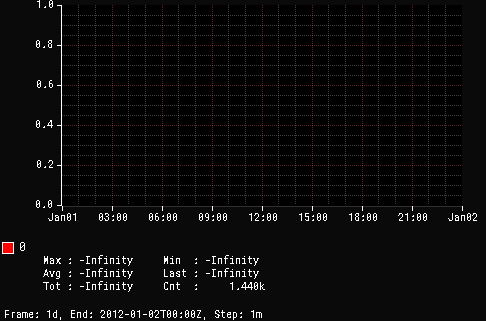 1.0
0.8
0.6
0.4
0.2
0.0
Jan01 03:00 06:00 09:00 12:00 15:00 18:00 21:00 Jan02
0
Max : -Infinity Min : -Infinity
Avg : -Infinity Last : -Infinity
Tot : -Infinity Cnt : 1.440k
Frame: 1d, End: 2012-01-02T00:00Z, Step: 1m